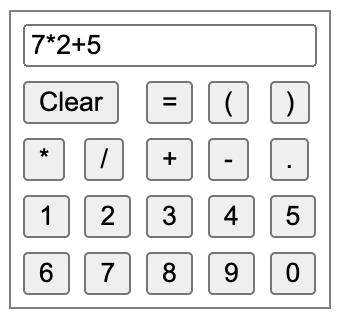 7*2+5
Clear = ( )
* / + - .
1 2 3 4 5
6 7 8 9 0